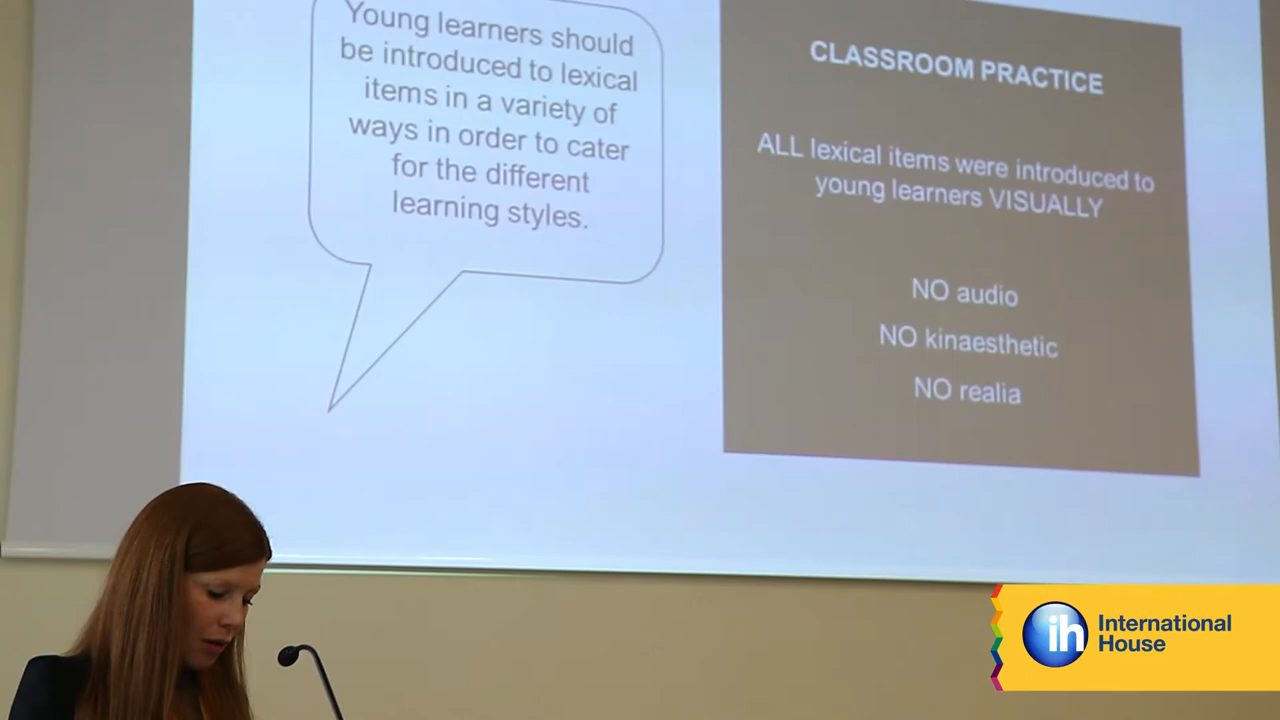 Young learners should
be introduced to lexical
items in a variety of
ways in order to cater
for the different
learning styles.
CLASSROOM PRACTICE
ALL lexical items were introduced to
young learners VISUALLY
NO audio
NO kinaesthetic
NO realia
ih International
House